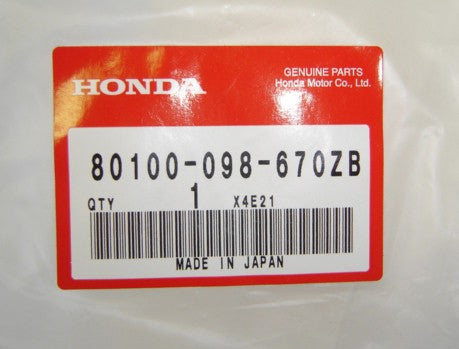 HONDA
GENUINE PARTS
Honda Motor Co., Ltd.
80100-098-670ZB
QTY 1 X4E21
MADE IN JAPAN